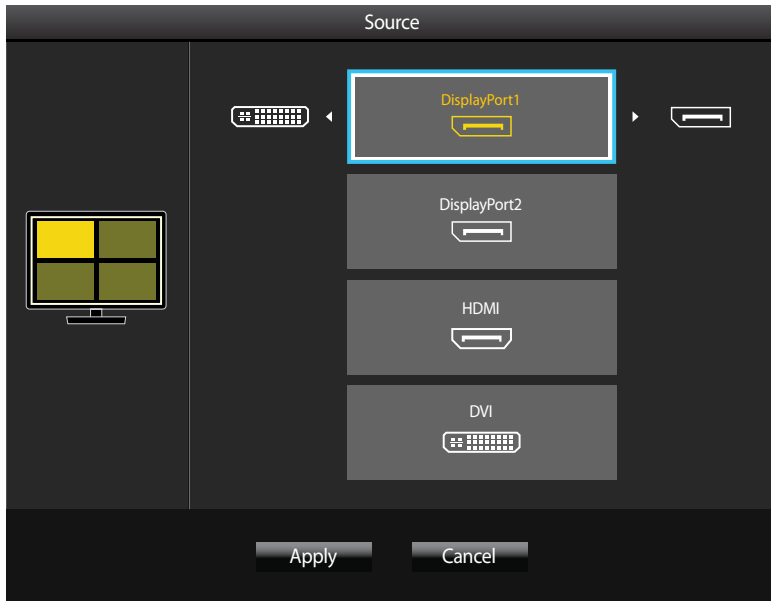 Source
DisplayPort1
DisplayPort2
HDMI
DVI
Apply
Cancel